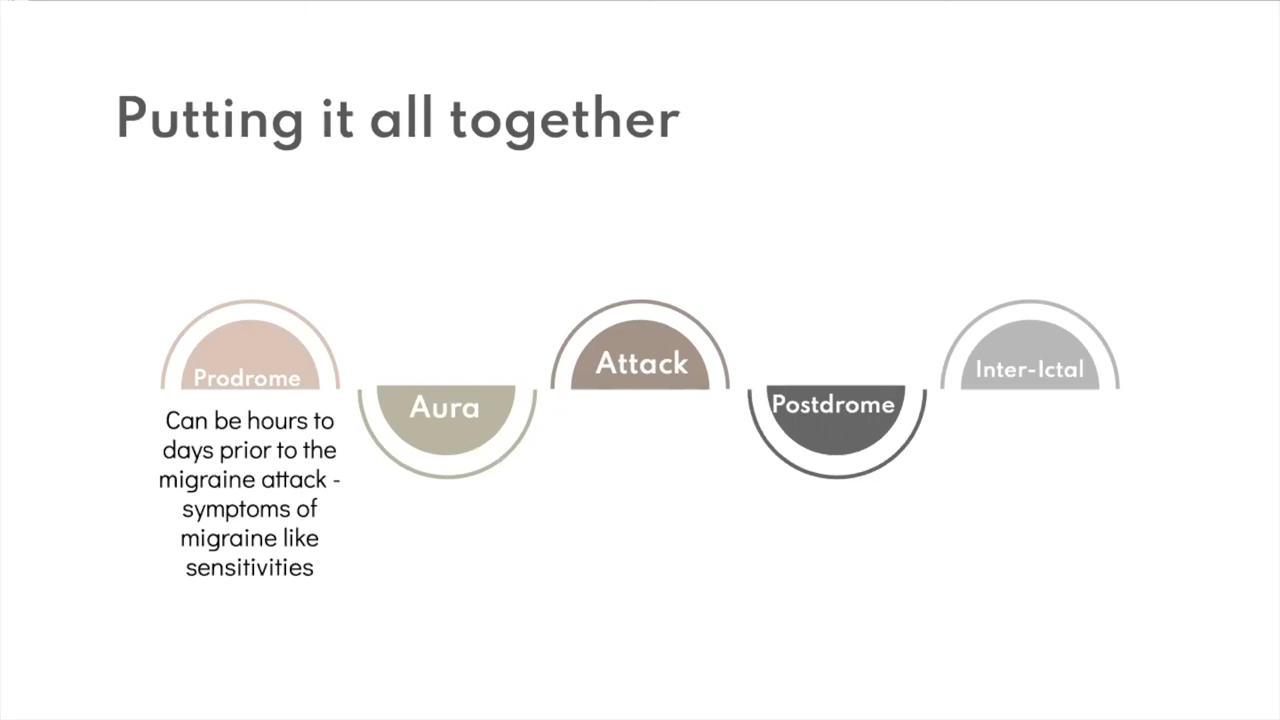 Putting it all together
Prodrome
Can be hours to
days prior to the
migraine attack -
symptoms of
migraine like
sensitivities
Aura
Attack
Postdrome
Inter-Ictal